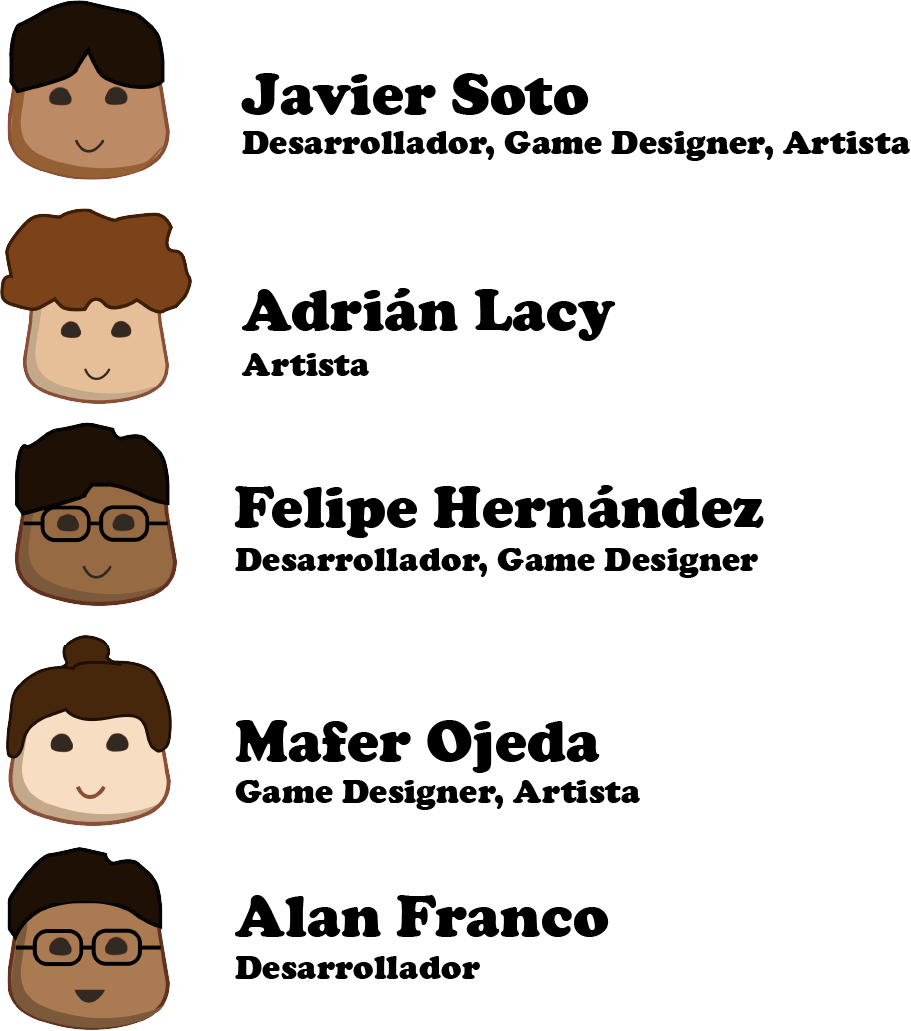 Javier Soto
Desarrollador, Game Designer, Artista
Adrián Lacy
Artista
Felipe Hernández
Desarrollador, Game Designer
Mafer Ojeda
Game Designer, Artista
Alan Franco
Desarrollador